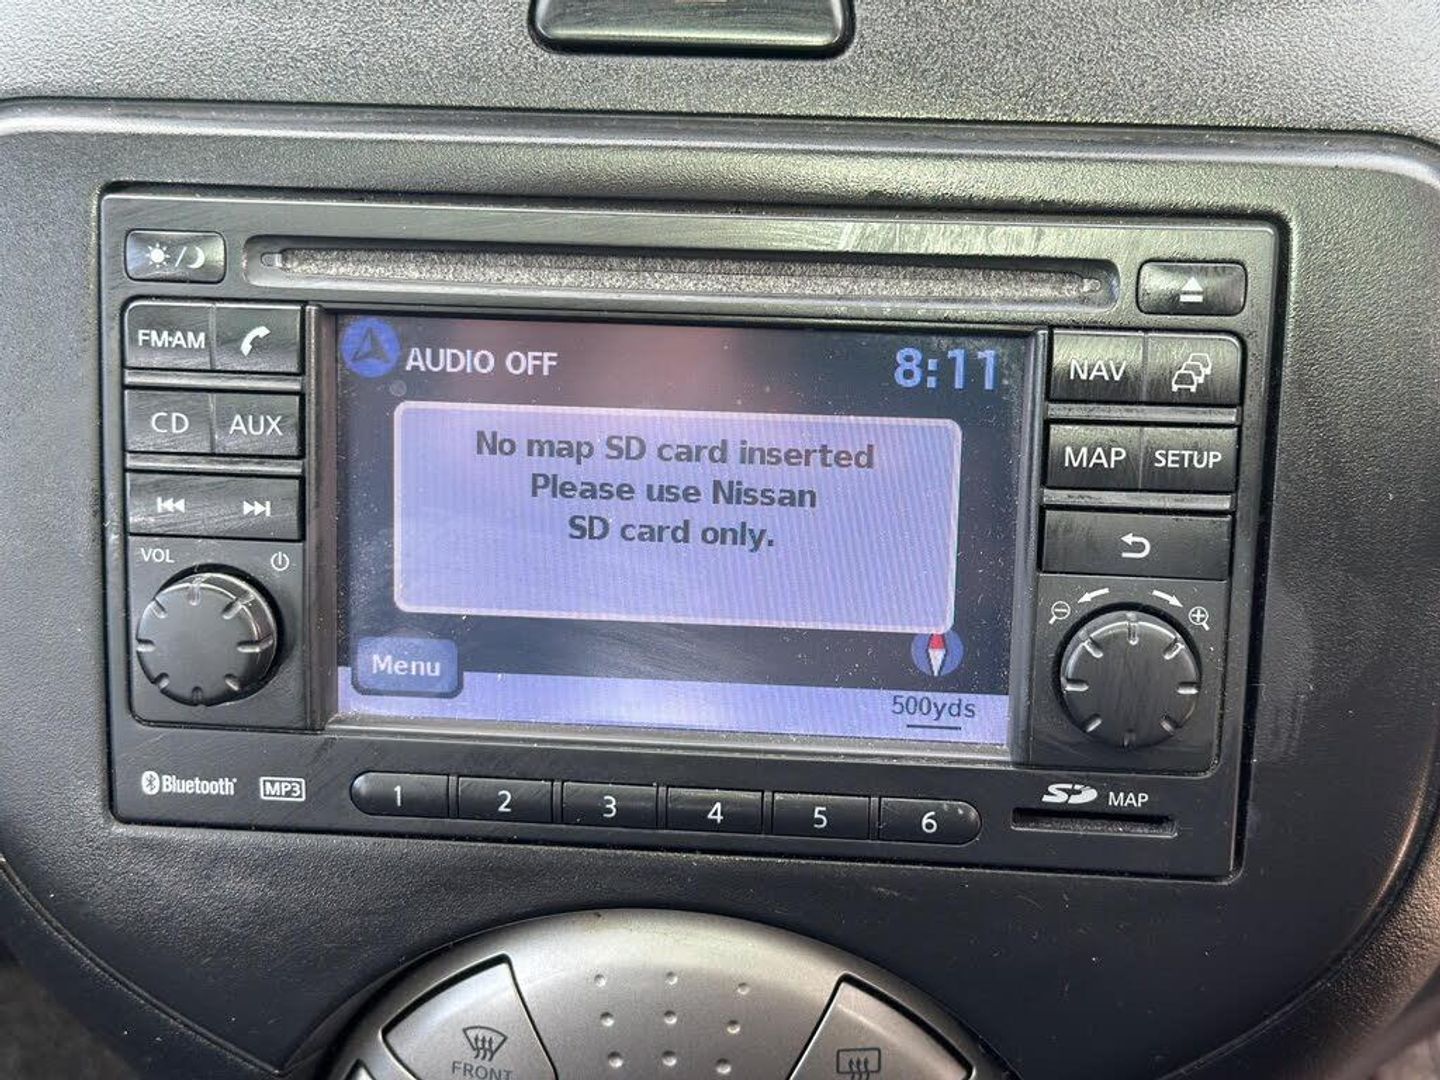 FM·AM
CD
AUX
VOL
AUDIO OFF
8:11
No map SD card inserted
Please use Nissan
SD card only.
Menu
500yds
NAV
MAP
SETUP
Bluetooth
MP3
1
2
3
4
5
6
SD MAP
FRONT